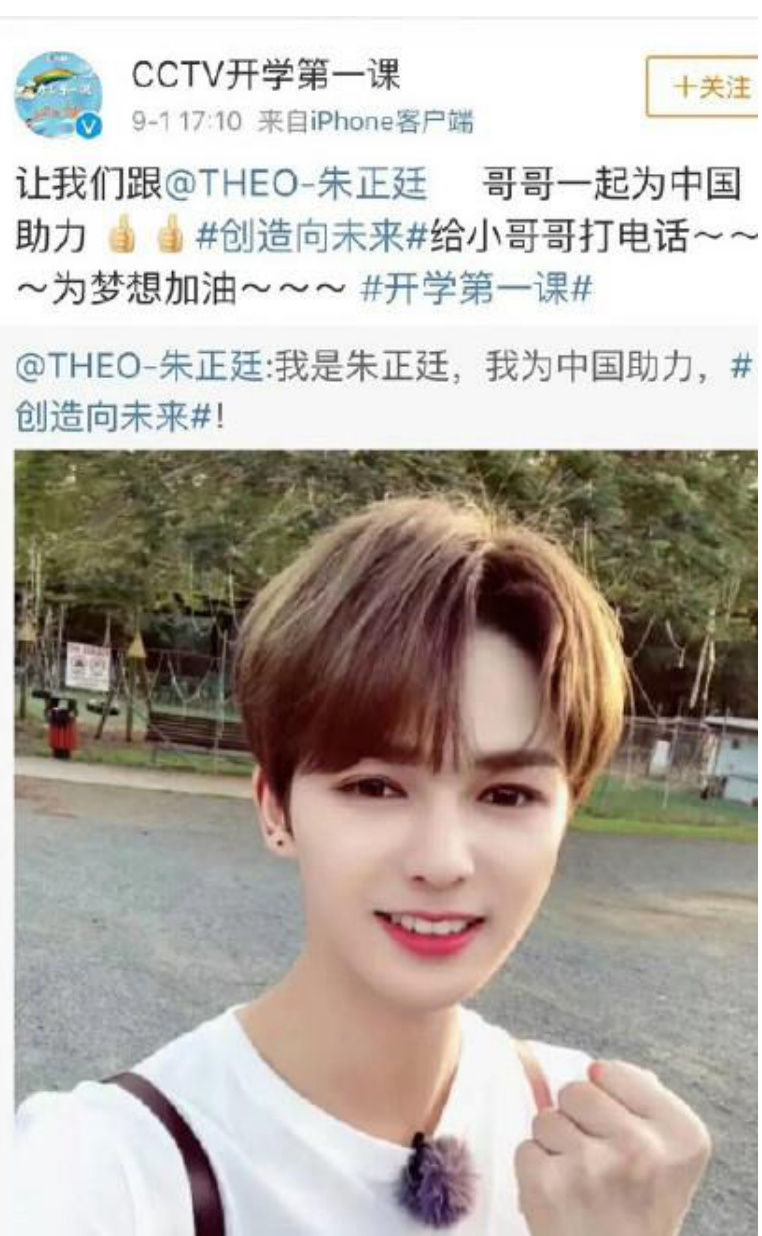 CCTV开学第一课
十关注
9-1 17:10 来自iPhone客户端
让我们跟@THEO-朱正廷 哥哥一起为中国
助力 👍 👍 #创造向未来#给小哥哥打电话～～
～为梦想加油～～～ #开学第一课#
@THEO-朱正廷:我是朱正廷，我为中国助力，#
创造向未来#!